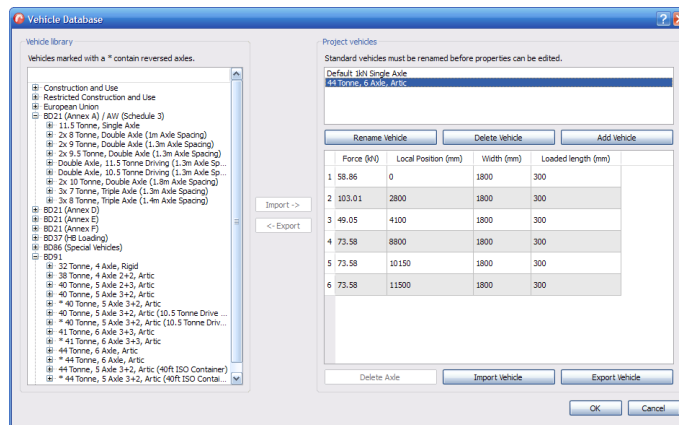 Vehicle Database
?
Vehicle library
Vehicles marked with a * contain reversed axles.
Construction and Use
Restricted Construction and Use
European Union
BD21 (Annex A) / AW (Schedule 3)
11.5 Tonne, Single Axle
2x 8 Tonne, Double Axle (1m Axle Spacing)
2x 9 Tonne, Double Axle (1.3m Axle Spacing)
2x 9.5 Tonne, Double Axle (1.3m Axle Spacing)
Double Axle, 11.5 Tonne Driving (1.3m Axle Sp...
Double Axle, 10.5 Tonne Driving (1.3m Axle Sp...
2x 10 Tonne, Double Axle (1.8m Axle Spacing)
3x 7 Tonne, Triple Axle (1.3m Axle Spacing)
3x 8 Tonne, Triple Axle (1.4m Axle Spacing)
BD21 (Annex D)
BD21 (Annex E)
BD21 (Annex F)
BD37 (HB Loading)
BD86 (Special Vehicles)
BD91
32 Tonne, 4 Axle, Rigid
38 Tonne, 4 Axle 2+2, Artic
40 Tonne, 5 Axle 2+3, Artic
40 Tonne, 5 Axle 3+2, Artic
* 40 Tonne, 5 Axle 3+2, Artic
40 Tonne, 5 Axle 3+2, Artic (10.5 Tonne Drive ...
* 40 Tonne, 5 Axle 3+2, Artic (10.5 Tonne Driv...
41 Tonne, 6 Axle 3+3, Artic
* 41 Tonne, 6 Axle 3+3, Artic
44 Tonne, 6 Axle, Artic
* 44 Tonne, 6 Axle, Artic
44 Tonne, 5 Axle 3+2, Artic (40ft ISO Container)
* 44 Tonne, 5 Axle 3+2, Artic (40ft ISO Contai...
Import ->
<- Export
Project vehicles
Standard vehicles must be renamed before properties can be edited.
Default 1kN Single Axle
44 Tonne, 6 Axle, Artic
Rename Vehicle Delete Vehicle Add Vehicle
Force (kN) Local Position (mm) Width (mm) Loaded length (mm)
1 58.86 0 1800 300
2 103.01 2800 1800 300
3 49.05 4100 1800 300
4 73.58 8800 1800 300
5 73.58 10150 1800 300
6 73.58 11500 1800 300
Delete Axle Import Vehicle Export Vehicle
OK Cancel